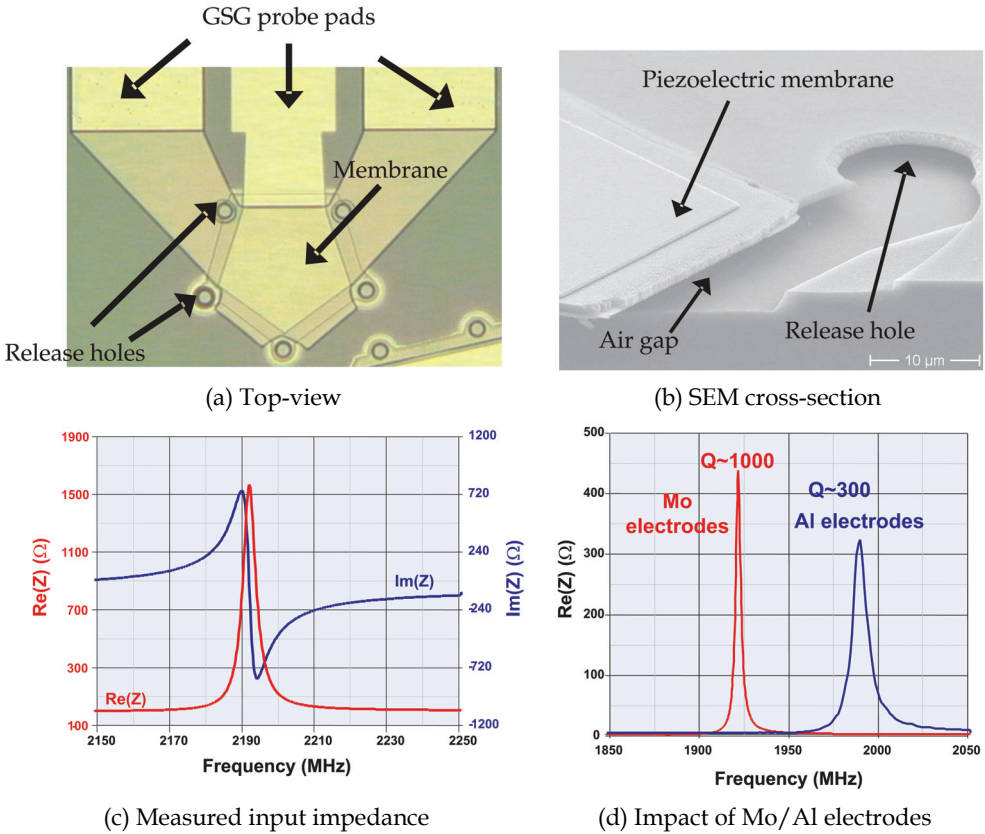 GSG probe pads
Membrane
Release holes
(a) Top-view
Piezoelectric membrane
Air gap
Release hole
10 µm
(b) SEM cross-section
1900
1500
1100
700
300
100
Re(Z) (Ω)
1200
720
240
-240
-720
-1200
Im(Z) (Ω)
Im(Z)
Re(Z)
2150 2170 2190 2210 2230 2250
Frequency (MHz)
(c) Measured input impedance
500
400
300
200
100
0
Re(Z) (Ω)
Q~1000
Mo
electrodes
Q~300
Al electrodes
1850 1900 1950 2000 2050
Frequency (MHz)
(d) Impact of Mo/Al electrodes